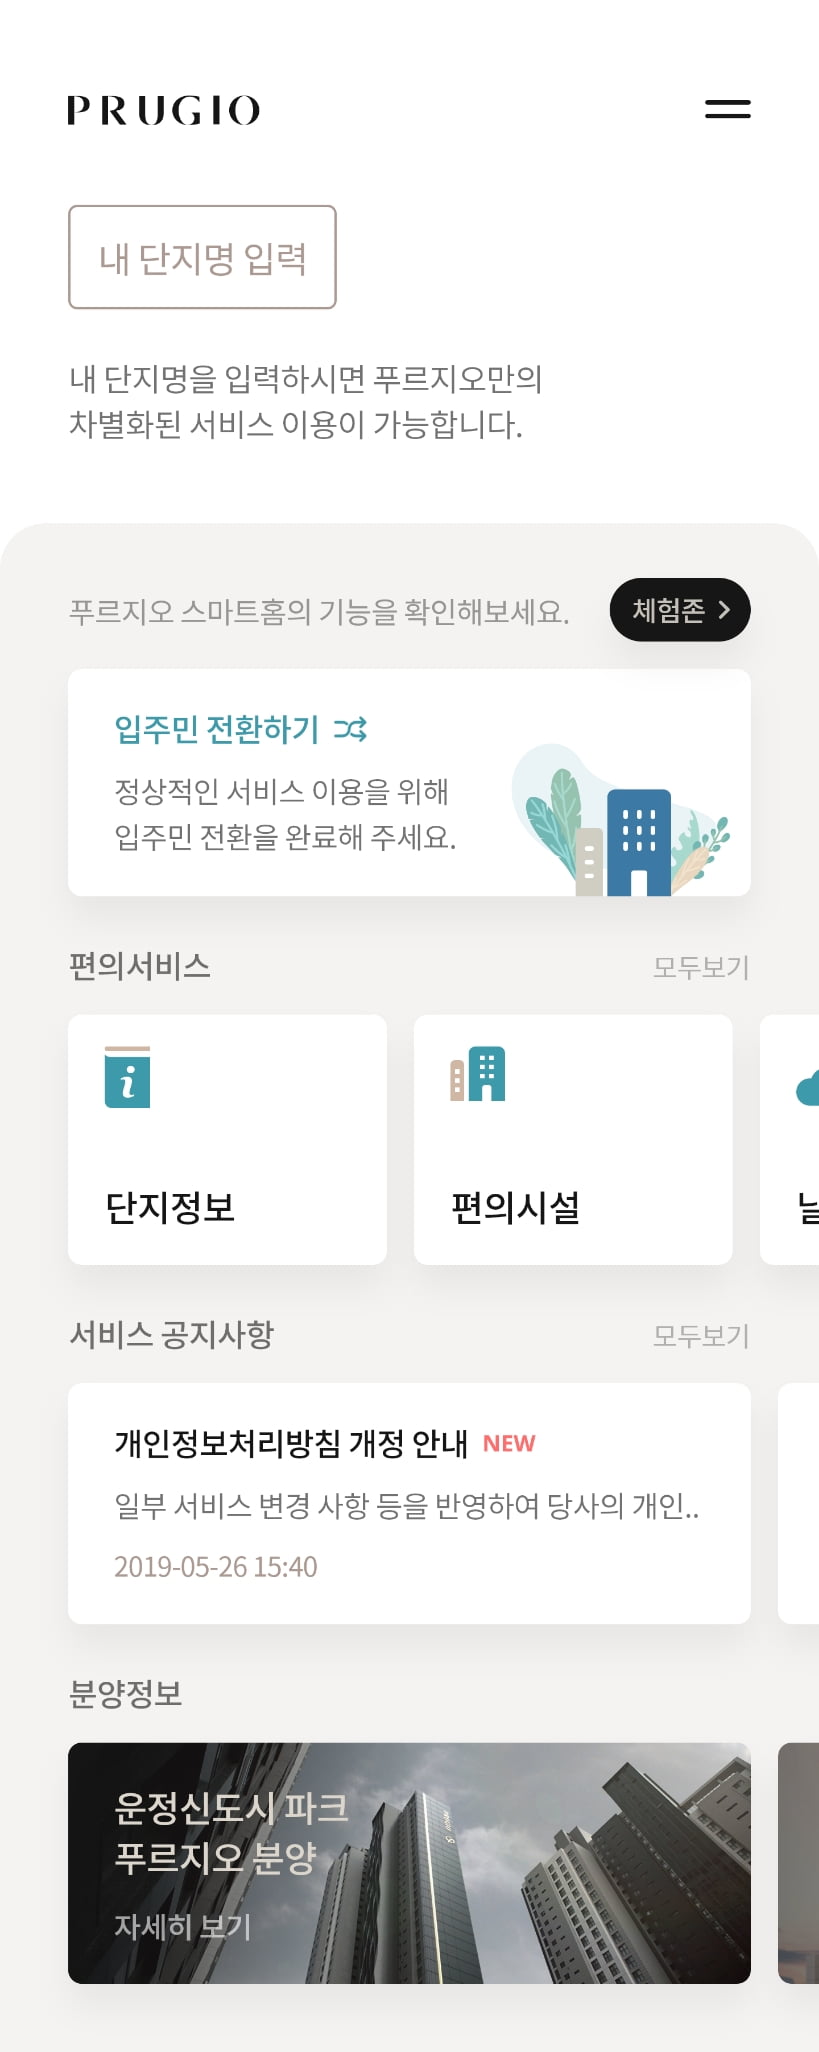 PRUGIO
내 단지명 입력
내 단지명을 입력하시면 푸르지오만의
차별화된 서비스 이용이 가능합니다.
푸르지오 스마트홈의 기능을 확인해보세요.
체험존
입주민 전환하기
정상적인 서비스 이용을 위해
입주민 전환을 완료해 주세요.
편의서비스
모두보기
단지정보
편의시설
서비스 공지사항
모두보기
개인정보처리방침 개정 안내 NEW
일부 서비스 변경 사항 등을 반영하여 당사의 개인..
2019-05-26 15:40
분양정보
운정신도시 파크
푸르지오 분양
자세히 보기